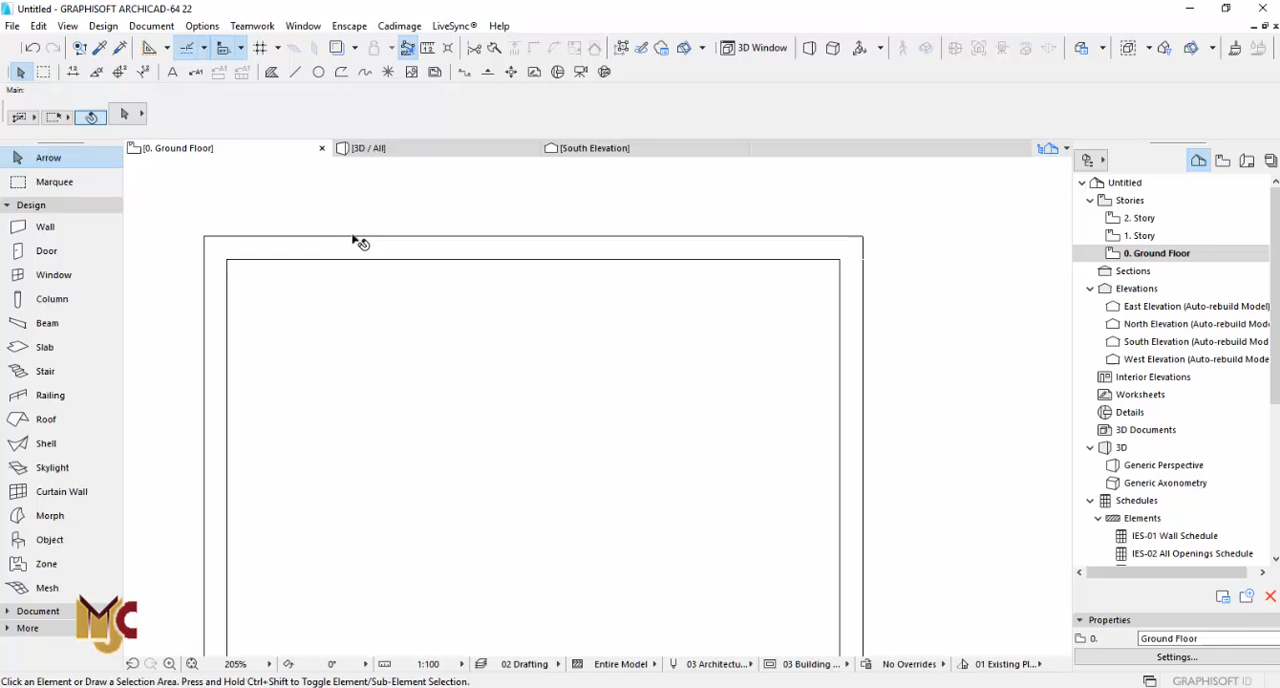 Untitled - GRAPHISOFT ARCHICAD-64 22
File Edit View Design Document Options Teamwork Window Enscape Cadimage LiveSync® Help
3D Window
Main:
[0. Ground Floor] [3D / All] [South Elevation]
Arrow
Marquee
Design
Wall
Door
Window
Column
Beam
Slab
Stair
Railing
Roof
Shell
Skylight
Curtain Wall
Morph
Object
Zone
Mesh
Document
More
MJC
Untitled
Stories
2. Story
1. Story
0. Ground Floor
Sections
Elevations
East Elevation (Auto-rebuild Model)
North Elevation (Auto-rebuild Mode
South Elevation (Auto-rebuild Mod
West Elevation (Auto-rebuild Mode
Interior Elevations
Worksheets
Details
3D Documents
3D
Generic Perspective
Generic Axonometry
Schedules
Elements
IES-01 Wall Schedule
IES-02 All Openings Schedule
Properties
0. Ground Floor
Settings...
205% 0° 1:100 02 Drafting Entire Model 03 Architectu... 03 Building ... No Overrides 01 Existing Pl...
Click an Element or Draw a Selection Area. Press and Hold Ctrl+Shift to Toggle Element/Sub-Element Selection.
GRAPHISOFT ID